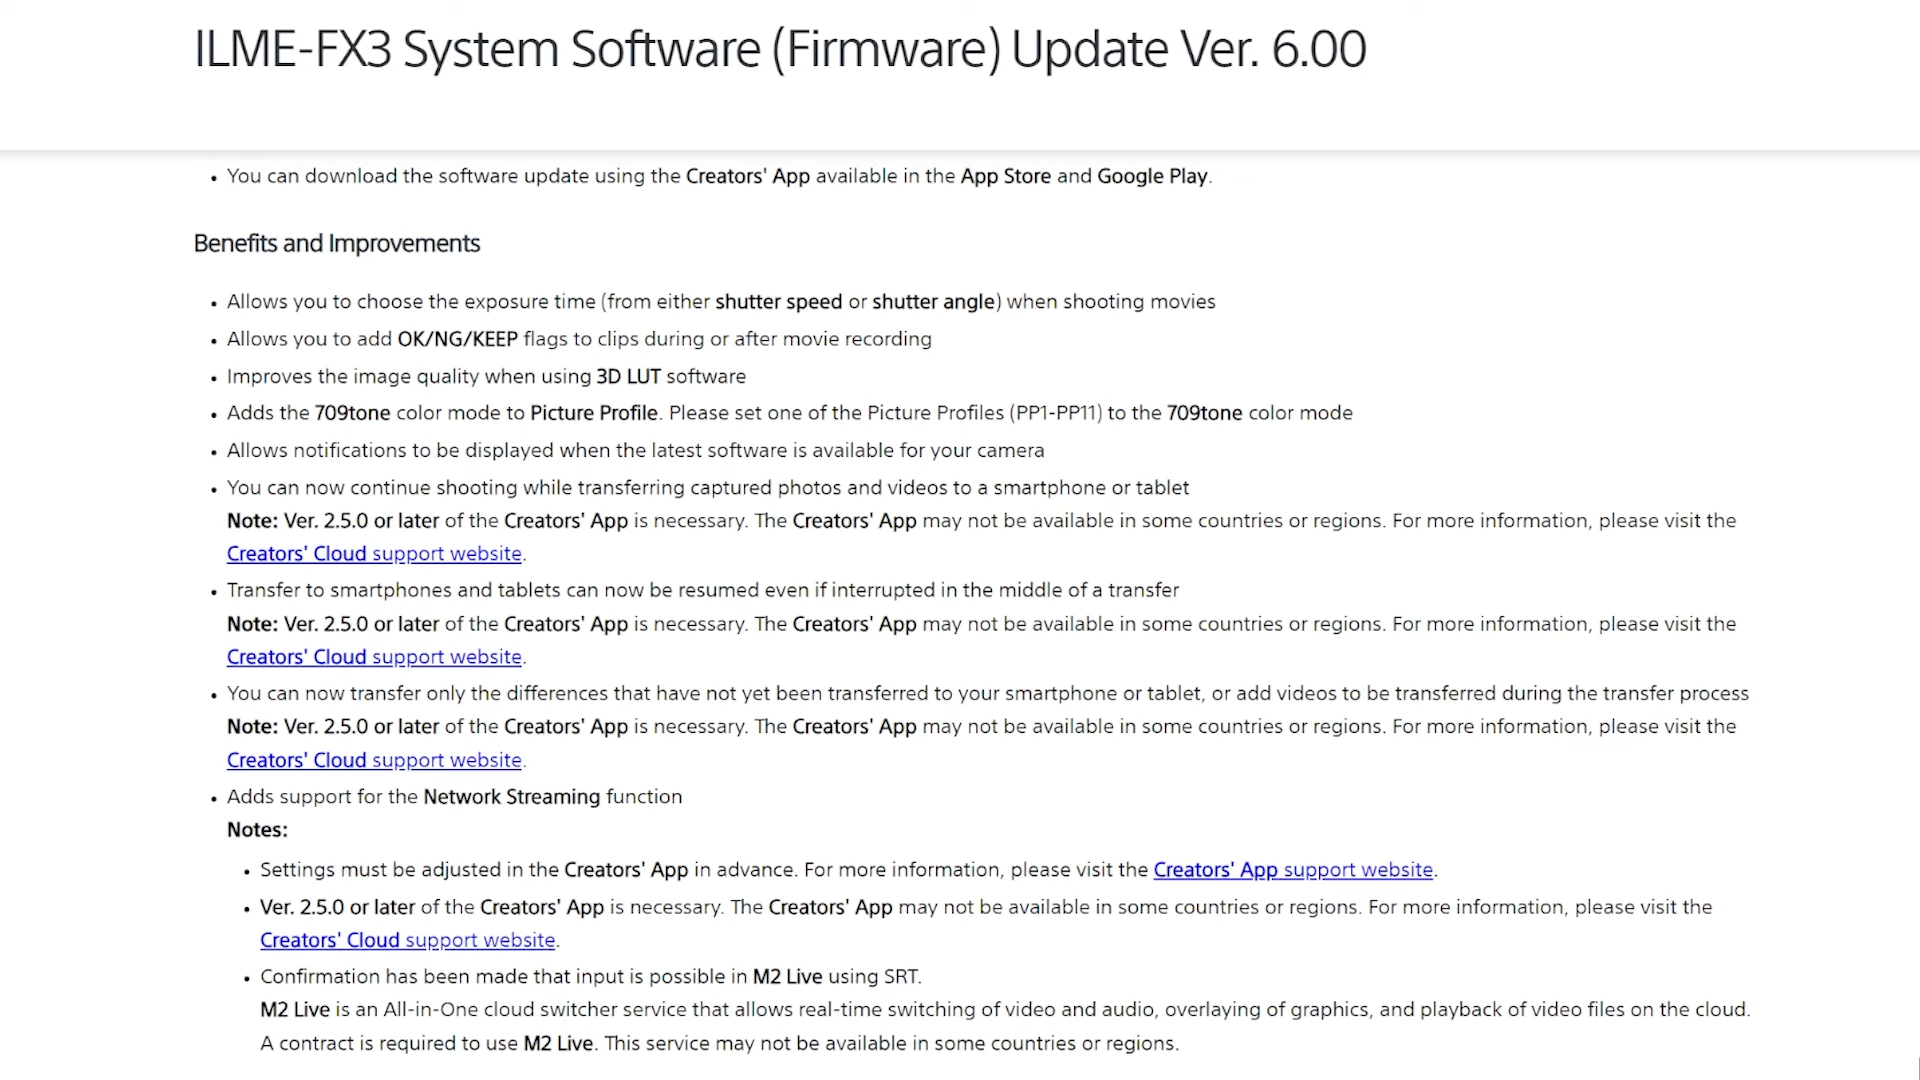 ILME-FX3 System Software (Firmware) Update Ver. 6.00
• You can download the software update using the Creators' App available in the App Store and Google Play.
Benefits and Improvements
• Allows you to choose the exposure time (from either shutter speed or shutter angle) when shooting movies
• Allows you to add OK/NG/KEEP flags to clips during or after movie recording
• Improves the image quality when using 3D LUT software
• Adds the 709tone color mode to Picture Profile. Please set one of the Picture Profiles (PP1-PP11) to the 709tone color mode
• Allows notifications to be displayed when the latest software is available for your camera
• You can now continue shooting while transferring captured photos and videos to a smartphone or tablet
Note: Ver. 2.5.0 or later of the Creators' App is necessary. The Creators' App may not be available in some countries or regions. For more information, please visit the
Creators' Cloud support website.
• Transfer to smartphones and tablets can now be resumed even if interrupted in the middle of a transfer
Note: Ver. 2.5.0 or later of the Creators' App is necessary. The Creators' App may not be available in some countries or regions. For more information, please visit the
Creators' Cloud support website.
• You can now transfer only the differences that have not yet been transferred to your smartphone or tablet, or add videos to be transferred during the transfer process
Note: Ver. 2.5.0 or later of the Creators' App is necessary. The Creators' App may not be available in some countries or regions. For more information, please visit the
Creators' Cloud support website.
• Adds support for the Network Streaming function
Notes:
• Settings must be adjusted in the Creators' App in advance. For more information, please visit the Creators' App support website.
• Ver. 2.5.0 or later of the Creators' App is necessary. The Creators' App may not be available in some countries or regions. For more information, please visit the
Creators' Cloud support website.
• Confirmation has been made that input is possible in M2 Live using SRT.
M2 Live is an All-in-One cloud switcher service that allows real-time switching of video and audio, overlaying of graphics, and playback of video files on the cloud.
A contract is required to use M2 Live. This service may not be available in some countries or regions.